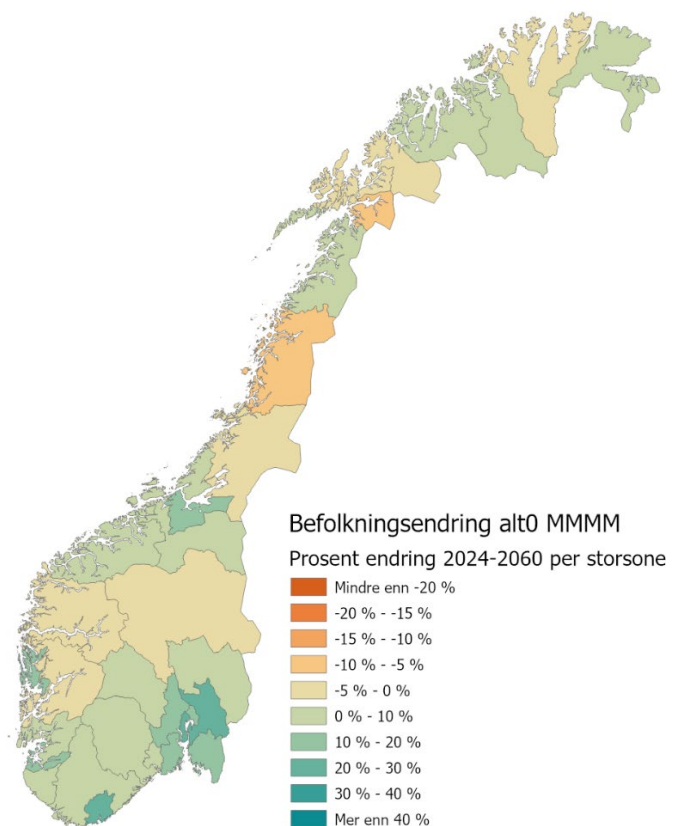 Befolkningsendring alt0 MMMM
Prosent endring 2024-2060 per storsone
Mindre enn -20 %
-20 % - -15 %
-15 % - -10 %
-10 % - -5 %
-5 % - 0 %
0 % - 10 %
10 % - 20 %
20 % - 30 %
30 % - 40 %
Mer enn 40 %